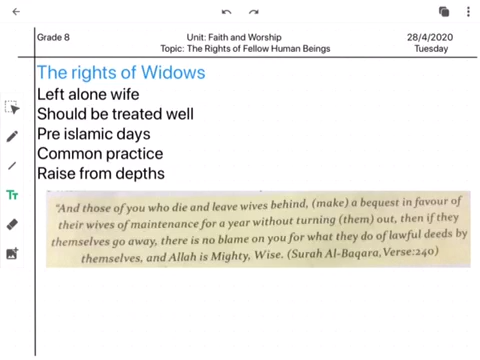 Grade 8
Unit: Faith and Worship
28/4/2020
Topic: The Rights of Fellow Human Beings
Tuesday
The rights of Widows
Left alone wife
Should be treated well
Pre islamic days
Common practice
Raise from depths
"And those of you who die and leave wives behind, (make) a bequest in favour of
their wives of maintenance for a year without turning (them) out, then if they
themselves go away, there is no blame on you for what they do of lawful deeds by
themselves, and Allah is Mighty, Wise. (Surah Al-Baqara, Verse:240)
TT